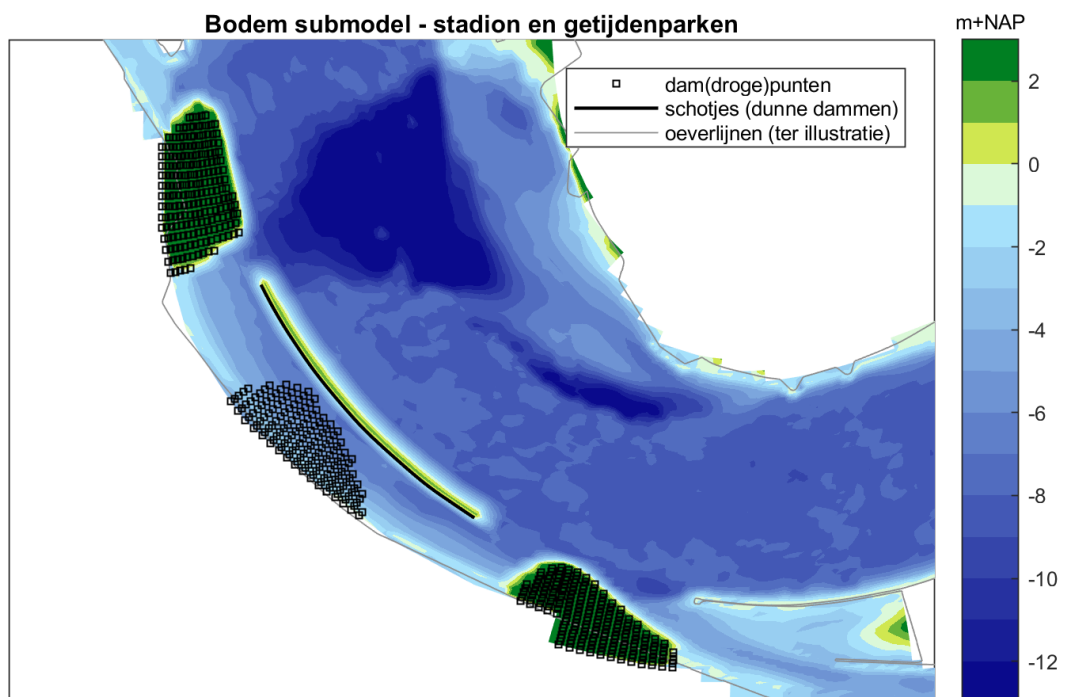 Bodem submodel - stadion en getijdenparken
m+NAP
dam(droge)punten
schotjes (dunne dammen)
oeverlijnen (ter illustratie)
2
0
-2
-4
-6
-8
-10
-12